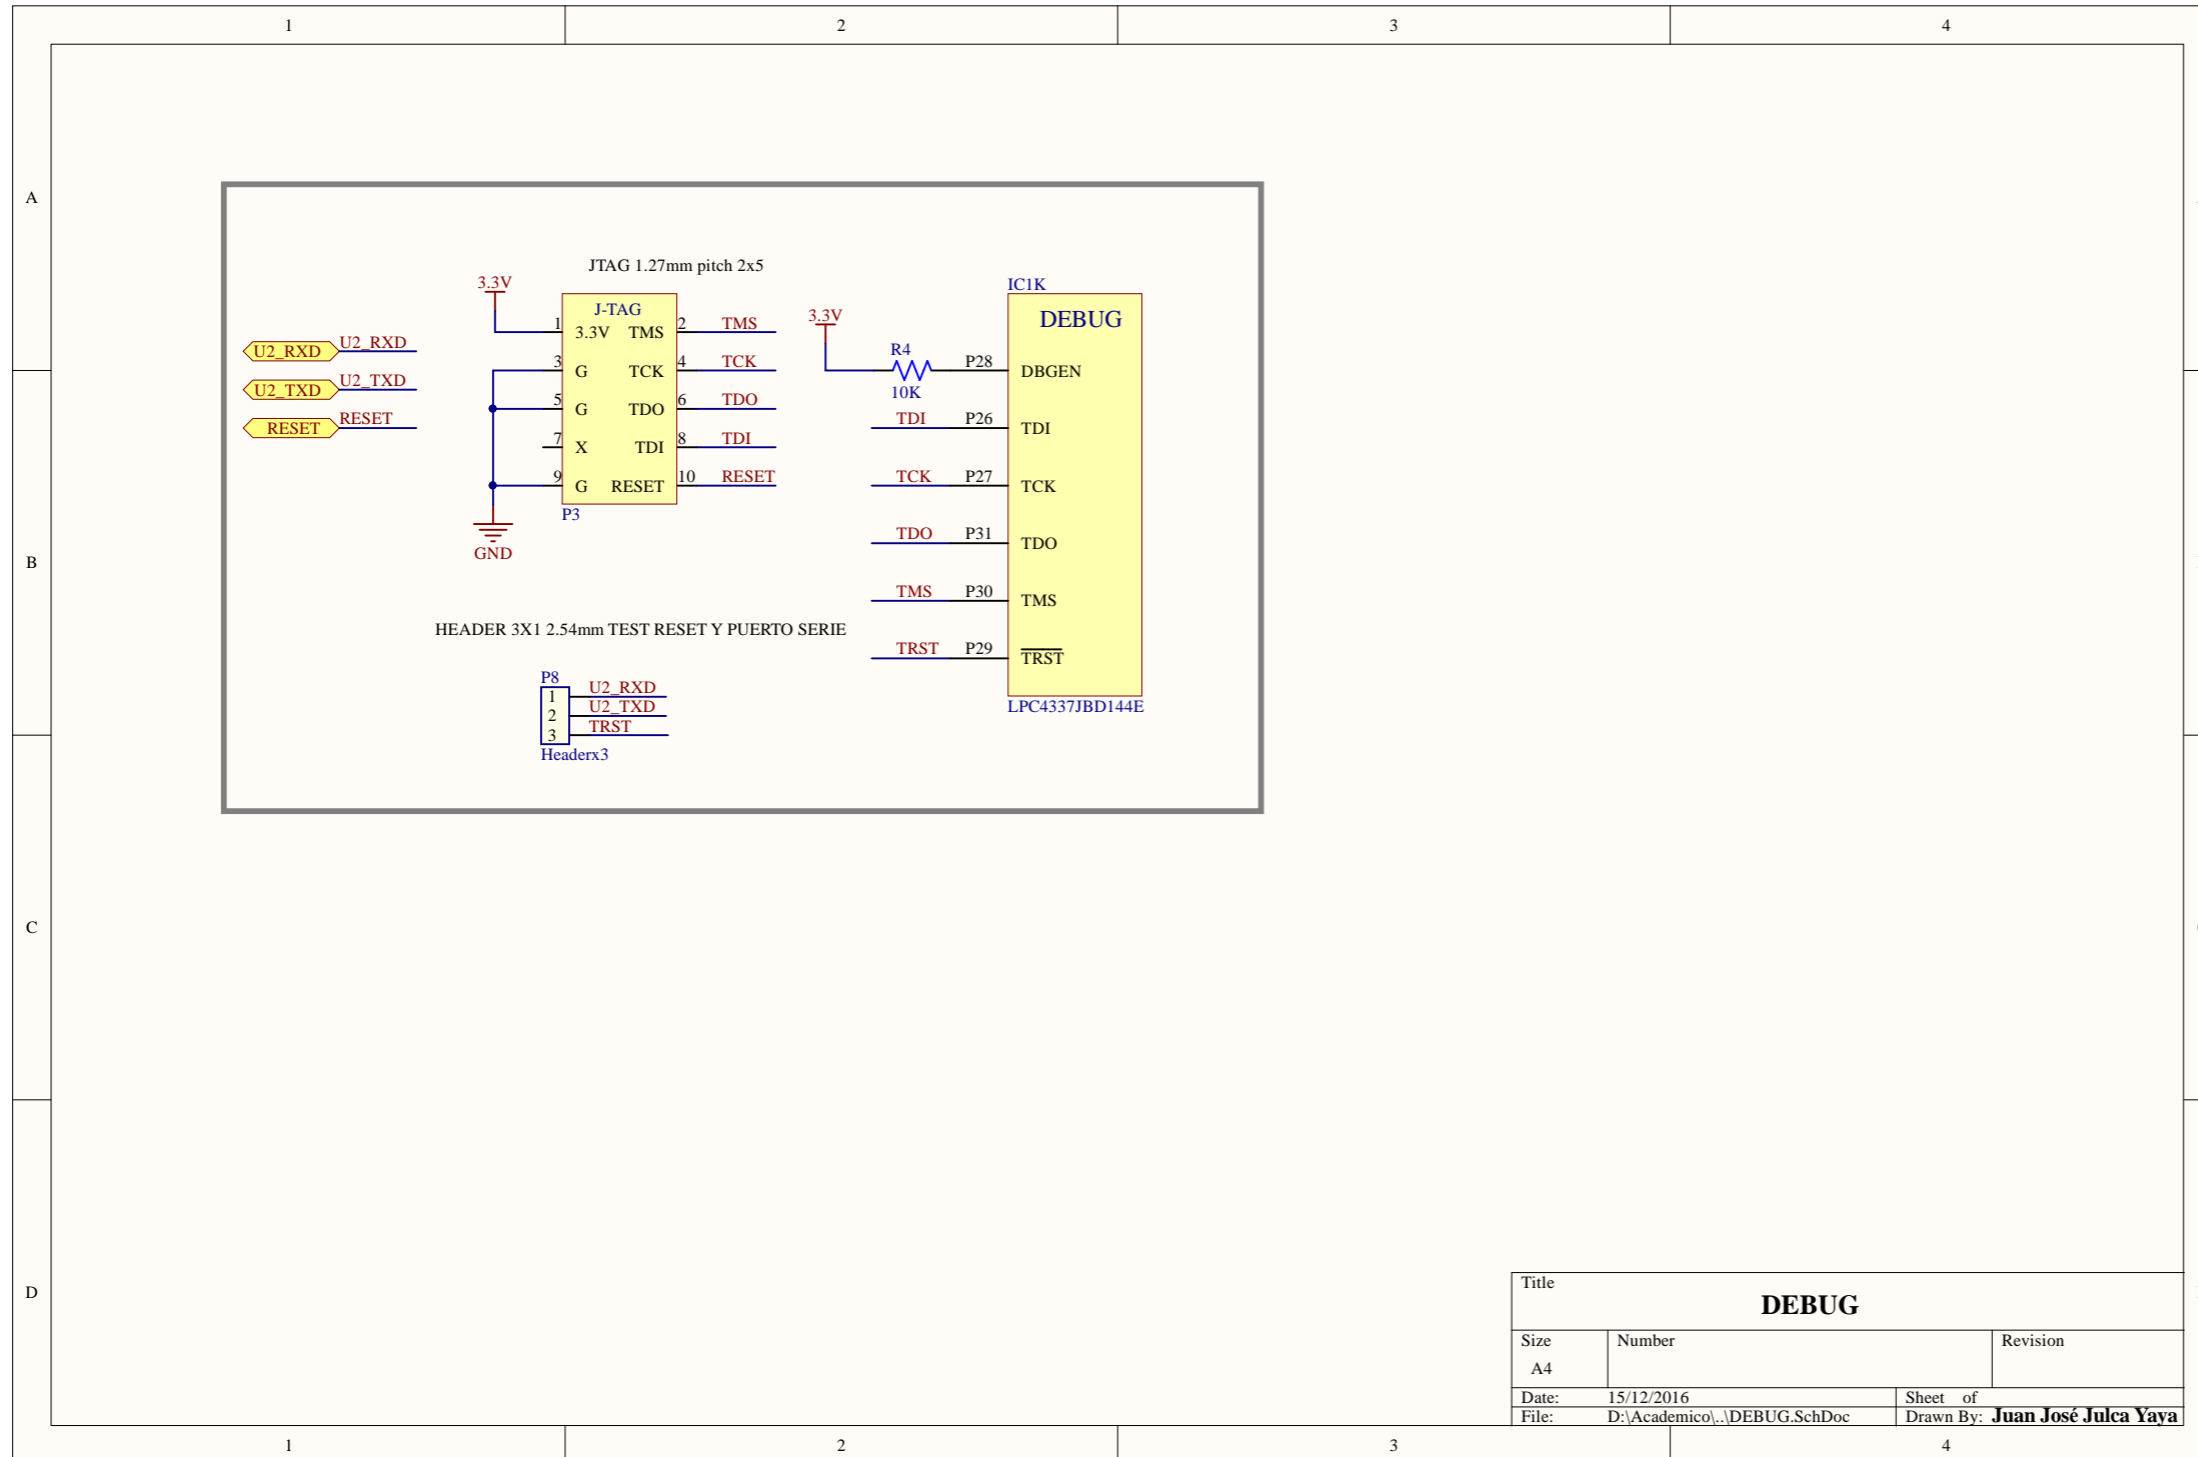 1 2 3 4
A
B
C
D
JTAG 1.27mm pitch 2x5
3.3V
J-TAG
1 3.3V TMS 2 TMS
3 G TCK 4 TCK
5 G TDO 6 TDO
7 X TDI 8 TDI
9 G RESET 10 RESET
P3
GND
U2_RXD U2_RXD
U2_TXD U2_TXD
RESET RESET
IC1K
DEBUG
3.3V
R4
10K
P28 DBGEN
TDI P26 TDI
TCK P27 TCK
TDO P31 TDO
TMS P30 TMS
TRST P29 TRST
LPC4337JBD144E
HEADER 3X1 2.54mm TEST RESET Y PUERTO SERIE
P8
1 U2_RXD
2 U2_TXD
3 TRST
Headerx3
Title
DEBUG
Size Number Revision
A4
Date: 15/12/2016 Sheet of
File: D:\Academico\..\DEBUG.SchDoc Drawn By: Juan José Julca Yaya
1 2 3 4